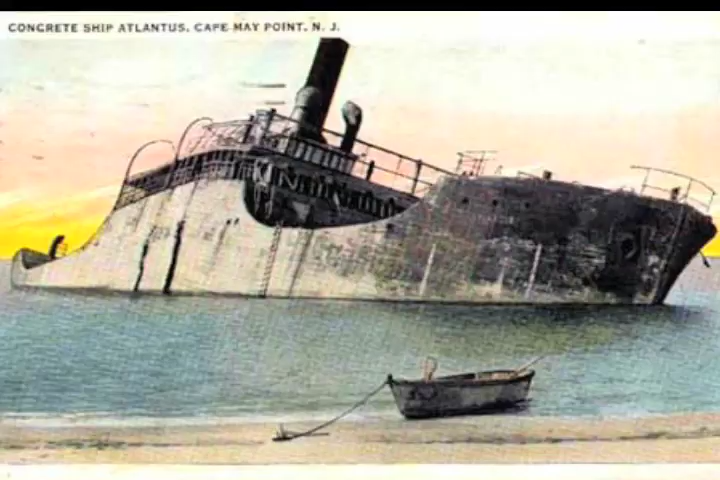 CONCRETE SHIP ATLANTUS, CAPE MAY POINT, N. J.